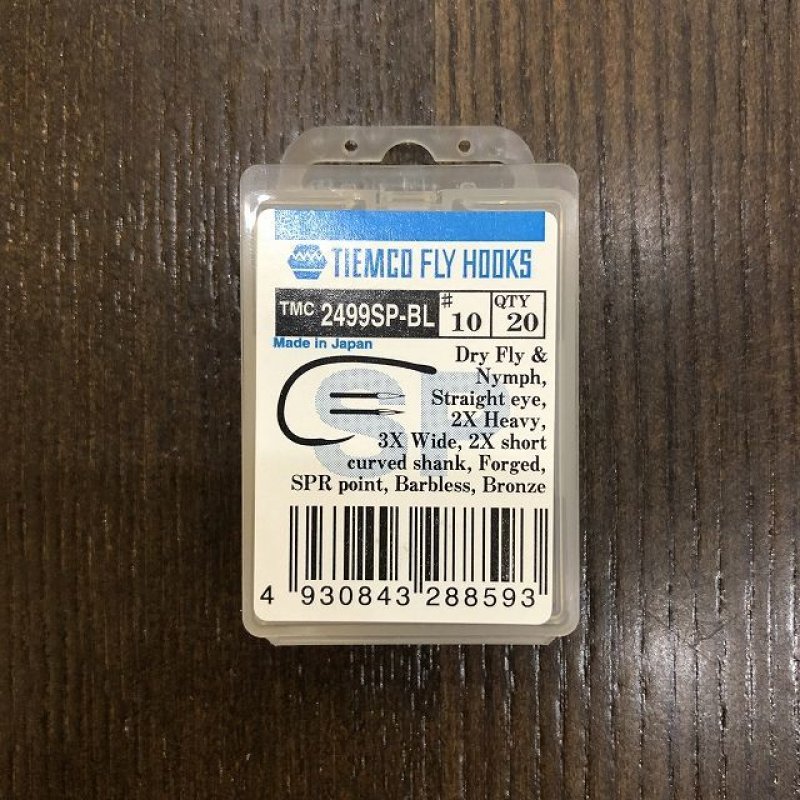 TIEMCO FLY HOOKS
TMC 2499SP-BL # 10 QTY 20
Made in Japan
SP
Dry Fly &
Nymph,
Straight eye,
2X Heavy,
3X Wide, 2X short
curved shank, Forged,
SPR point, Barbless, Bronze
4 930843 288593